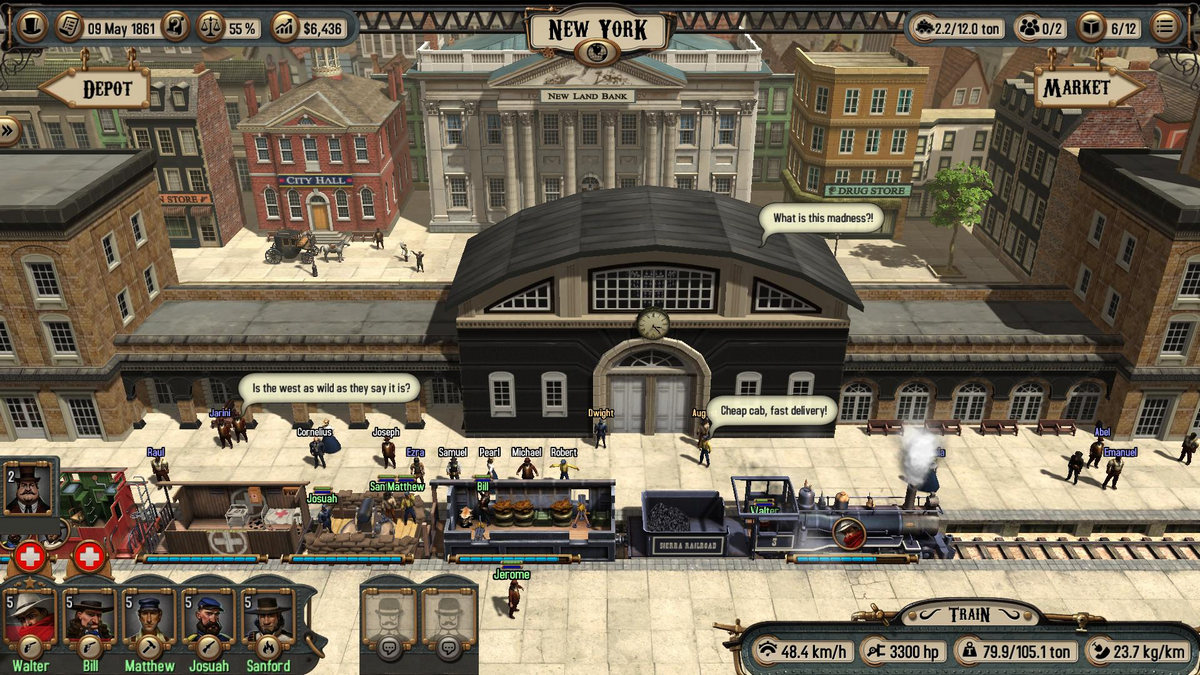 09 May 1861
55 %
$6,436
NEW YORK
2.2/12.0 ton
0/2
6/12
DEPOT
MARKET
NEW LAND BANK
CITY HALL
N STORE
DRUG STORE
What is this madness?!
Is the west as wild as they say it is?
Cheap cab, fast delivery!
Jarini
Dwight
Aug
Cornelius
Joseph
Raul
Ezra
Samuel
Pearl
Michael
Robert
Abel
Emanuel
ia
San Matthew
Bill
Josuah
Walter
2
SIERRA RAILROAD
3
Jerome
5
5
5
5
5
Walter
Bill
Matthew
Josuah
Sanford
TRAIN
48.4 km/h
3300 hp
79.9/105.1 ton
23.7 kg/km